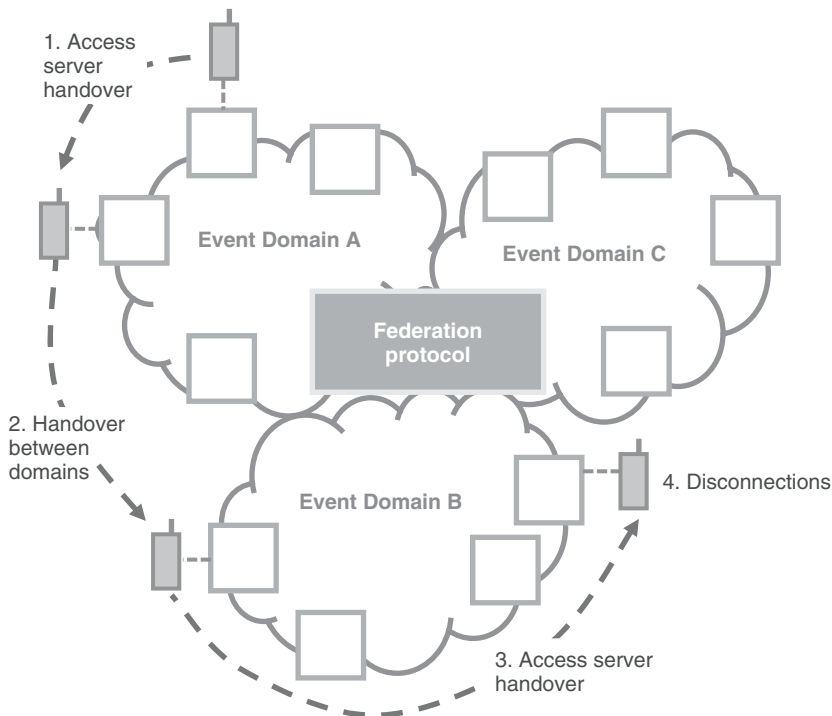 1. Access
server
handover
Event Domain A
Event Domain C
Federation
protocol
2. Handover
between
domains
Event Domain B
4. Disconnections
3. Access server
handover